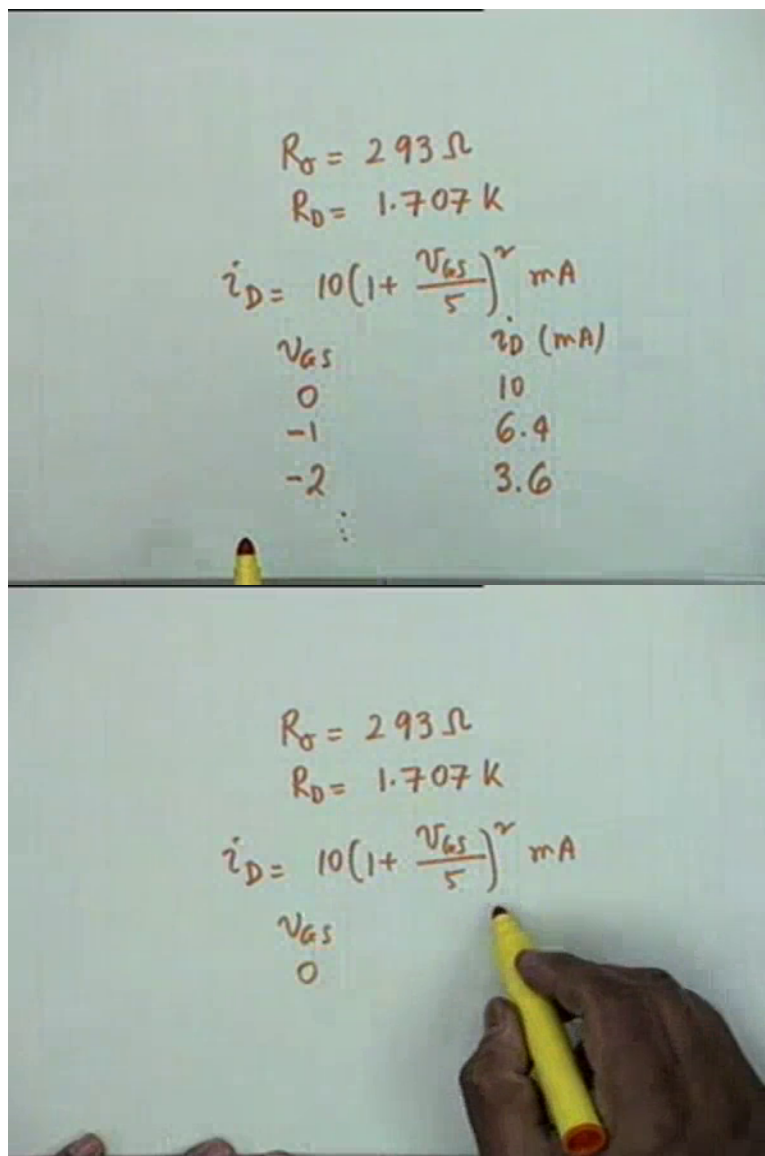 Rσ = 293 Ω
RD = 1.707 K
iD = 10(1 + vGS/5)² mA
vGS iD (mA)
0 10
-1 6.4
-2 3.6
⋮
Rσ = 293 Ω
RD = 1.707 K
iD = 10(1 + vGS/5)² mA
vGS
0